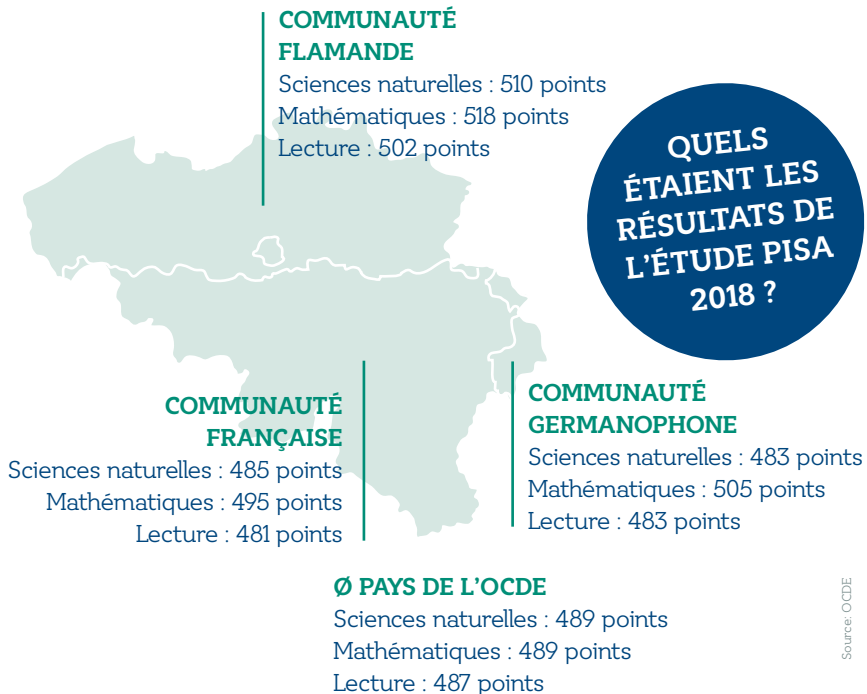 COMMUNAUTÉ
FLAMANDE
Sciences naturelles : 510 points
Mathématiques : 518 points
Lecture : 502 points
QUELS
ÉTAIENT LES
RÉSULTATS DE
L'ÉTUDE PISA
2018 ?
COMMUNAUTÉ
FRANÇAISE
Sciences naturelles : 485 points
Mathématiques : 495 points
Lecture : 481 points
COMMUNAUTÉ
GERMANOPHONE
Sciences naturelles : 483 points
Mathématiques : 505 points
Lecture : 483 points
Ø PAYS DE L'OCDE
Sciences naturelles : 489 points
Mathématiques : 489 points
Lecture : 487 points
Source: OCDE